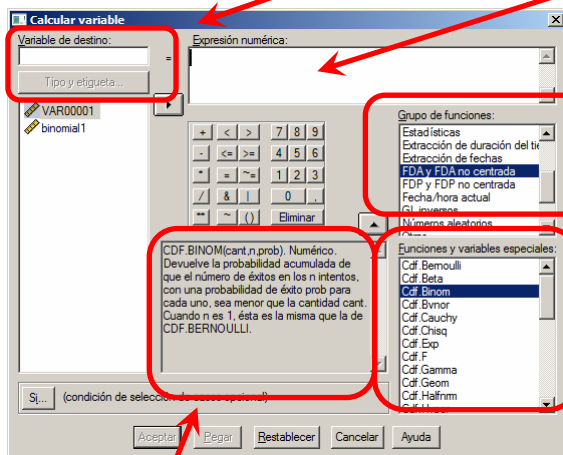 Calcular variable
Variable de destino:
Expresión numérica:
=
Tipo y etiqueta...
VAR00001
binomial1
+ < > 7 8 9
- <= >= 4 5 6
* = ~= 1 2 3
/ & | 0 .
** ~ () Eliminar
Grupo de funciones:
Estadísticas
Extracción de duración del tie
Extracción de fechas
FDA y FDA no centrada
FDP y FDP no centrada
Fecha/hora actual
GL inversos
Números aleatorios
CDF.BINOM(cant,n,prob). Numérico.
Devuelve la probabilidad acumulada de
que el número de éxitos en los n intentos,
con una probabilidad de éxito prob para
cada uno, sea menor que la cantidad cant.
Cuando n es 1, ésta es la misma que la de
CDF.BERNOULLI.
Funciones y variables especiales:
Cdf.Bernoulli
Cdf.Beta
Cdf.Binom
Cdf.Bvnor
Cdf.Cauchy
Cdf.Chisq
Cdf.Exp
Cdf.F
Cdf.Gamma
Cdf.Geom
Cdf.Halfnrm
Sí... (condición de selección de casos opcional)
Aceptar Pegar Restablecer Cancelar Ayuda